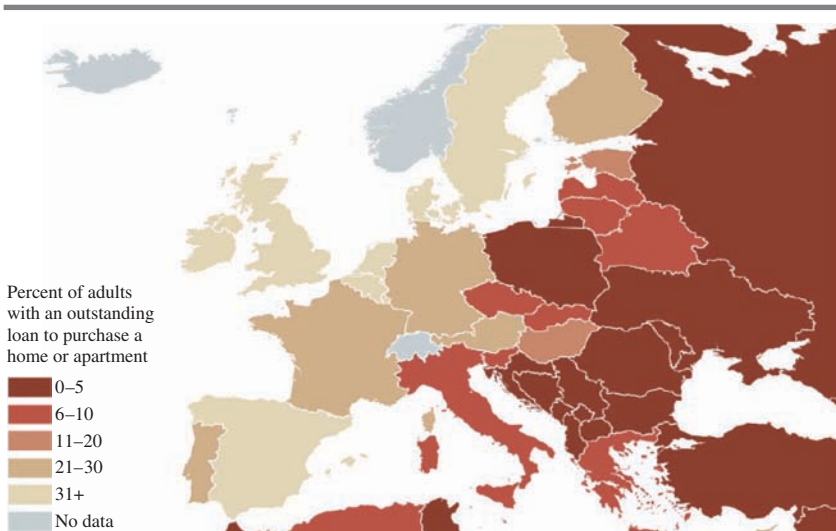 Percent of adults
with an outstanding
loan to purchase a
home or apartment
0–5
6–10
11–20
21–30
31+
No data